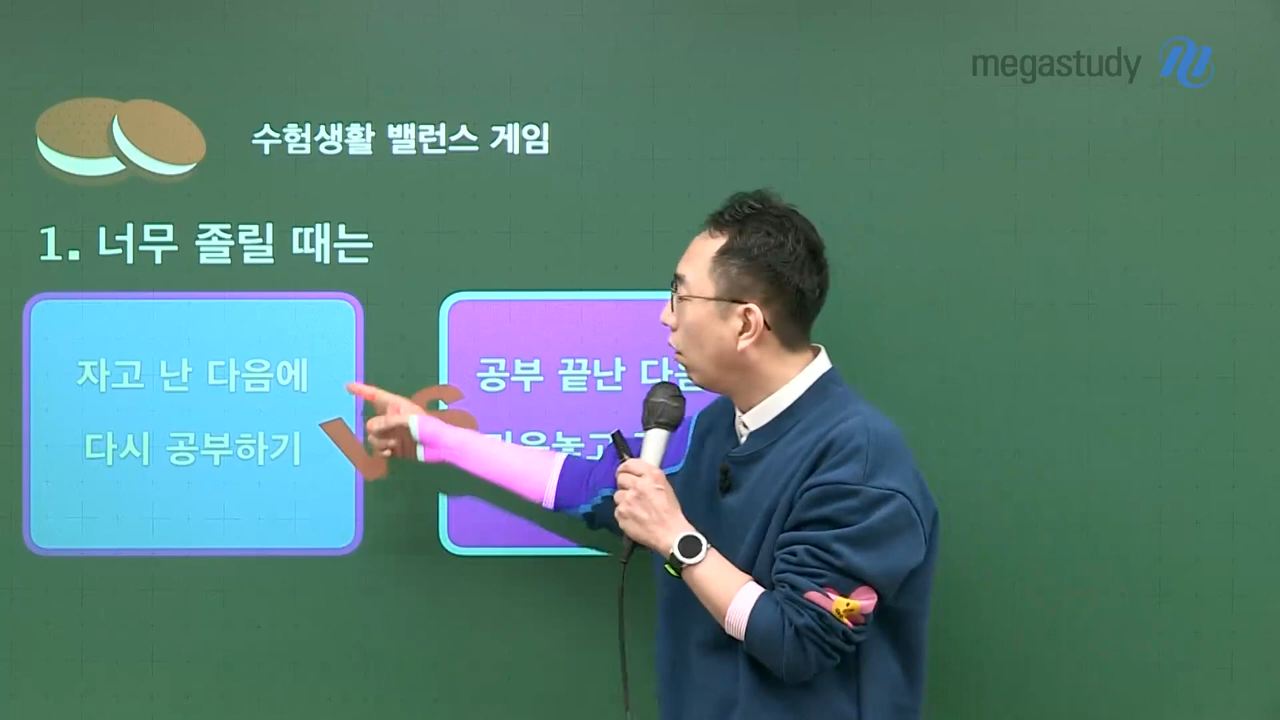 megastudy
수험생활 밸런스 게임
1. 너무 졸릴 때는
자고 난 다음에
다시 공부하기
VS
공부 끝난